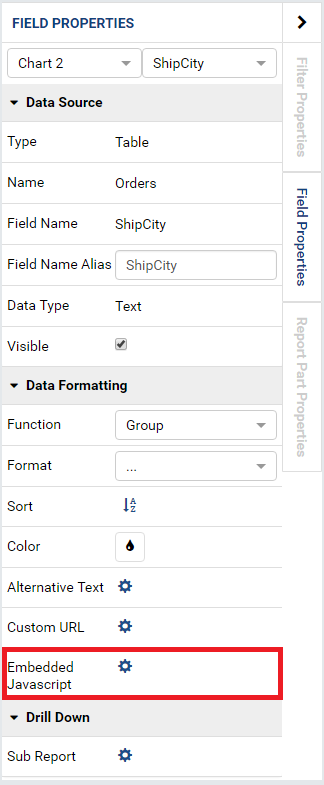 FIELD PROPERTIES
Chart 2 ShipCity
Data Source
Type Table
Name Orders
Field Name ShipCity
Field Name Alias ShipCity
Data Type Text
Visible
Data Formatting
Function Group
Format ...
Sort A Z
Color
Alternative Text
Custom URL
Embedded
Javascript
Drill Down
Sub Report
Filter Properties
Field Properties
Report Part Properties